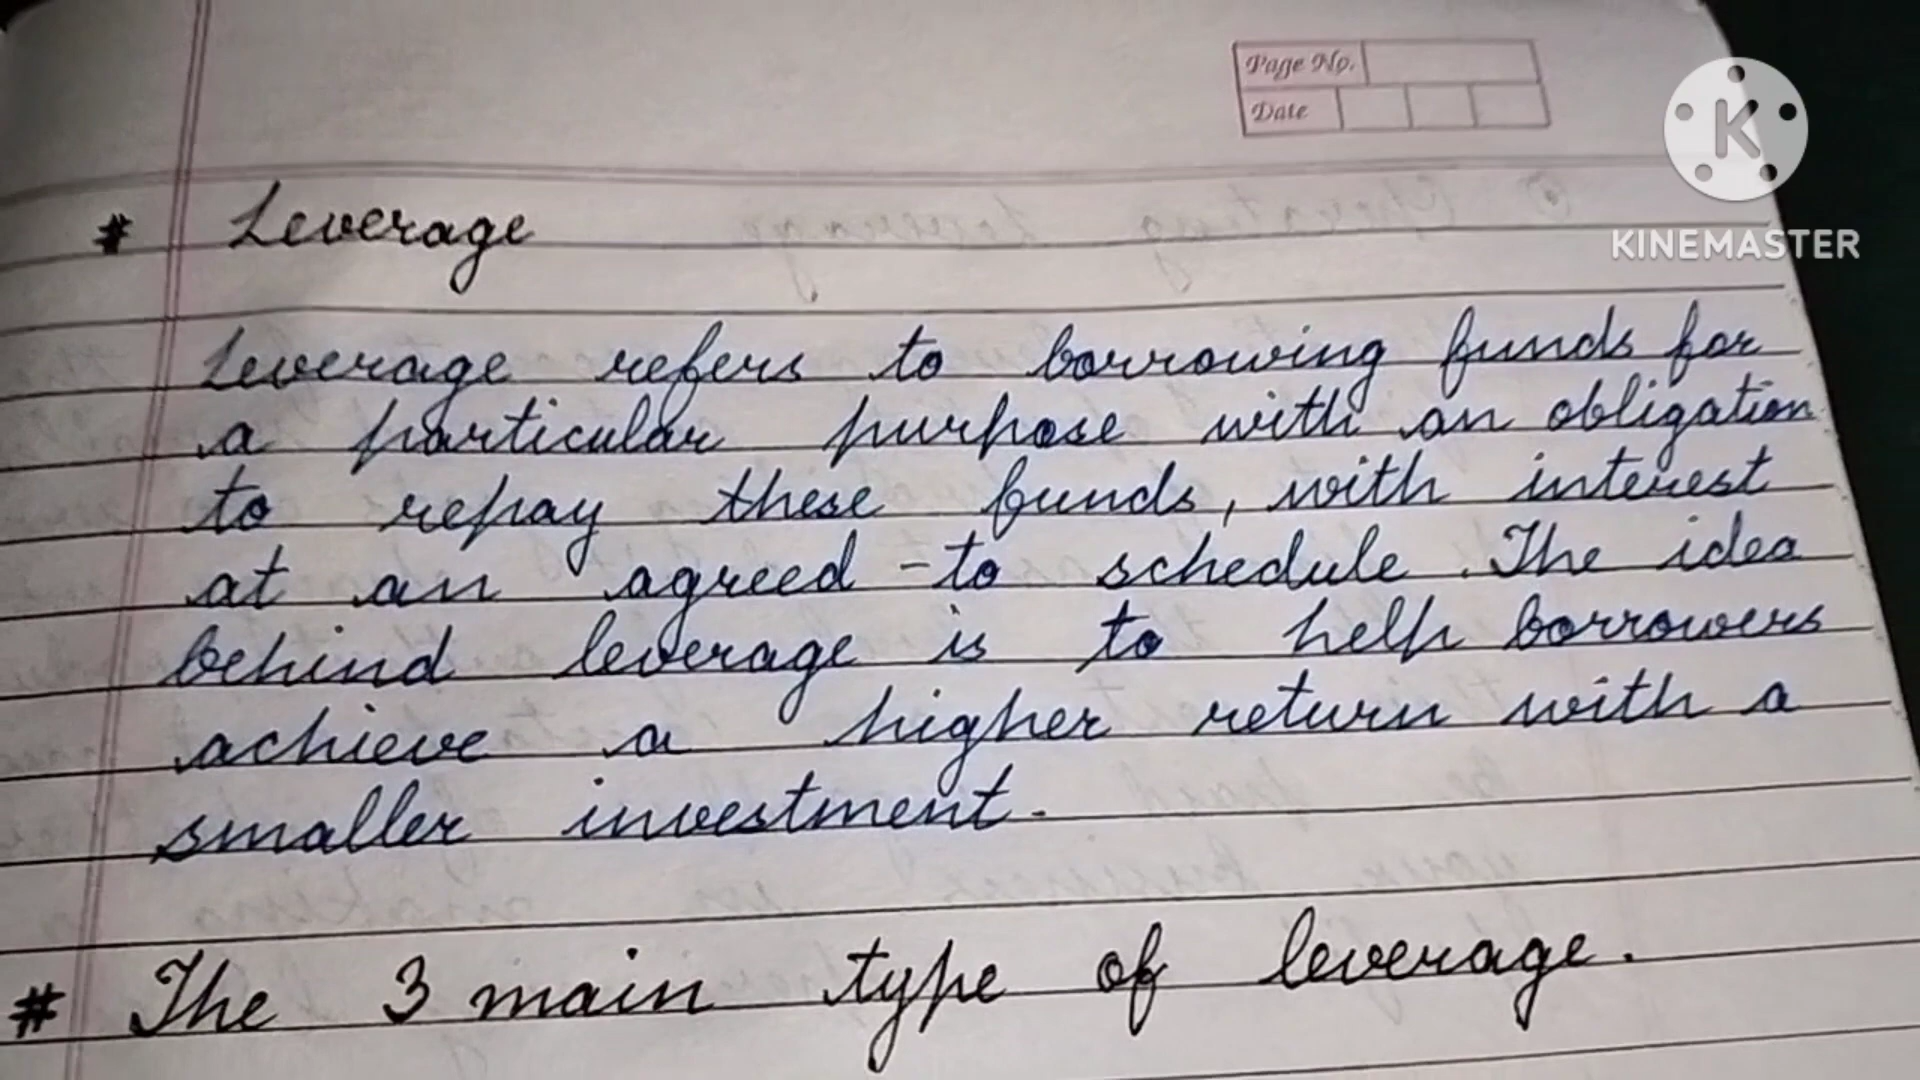 Page No.
Date
K
KINEMASTER
# Leverage
Leverage refers to borrowing funds for
a particular purpose with an obligation
to repay these funds, with interest
at an agreed-to schedule. The idea
behind leverage is to help borrowers
achieve a higher return with a
smaller investment.
# The 3 main type of leverage.